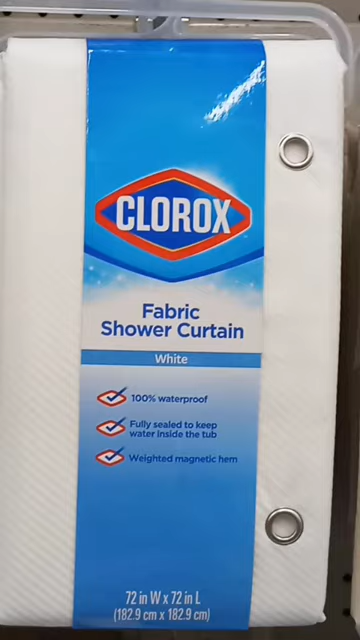 CLOROX
Fabric
Shower Curtain
White
100% waterproof
Fully sealed to keep
water inside the tub
Weighted magnetic hem
72 in W x 72 in L
(182.9 cm x 182.9 cm)